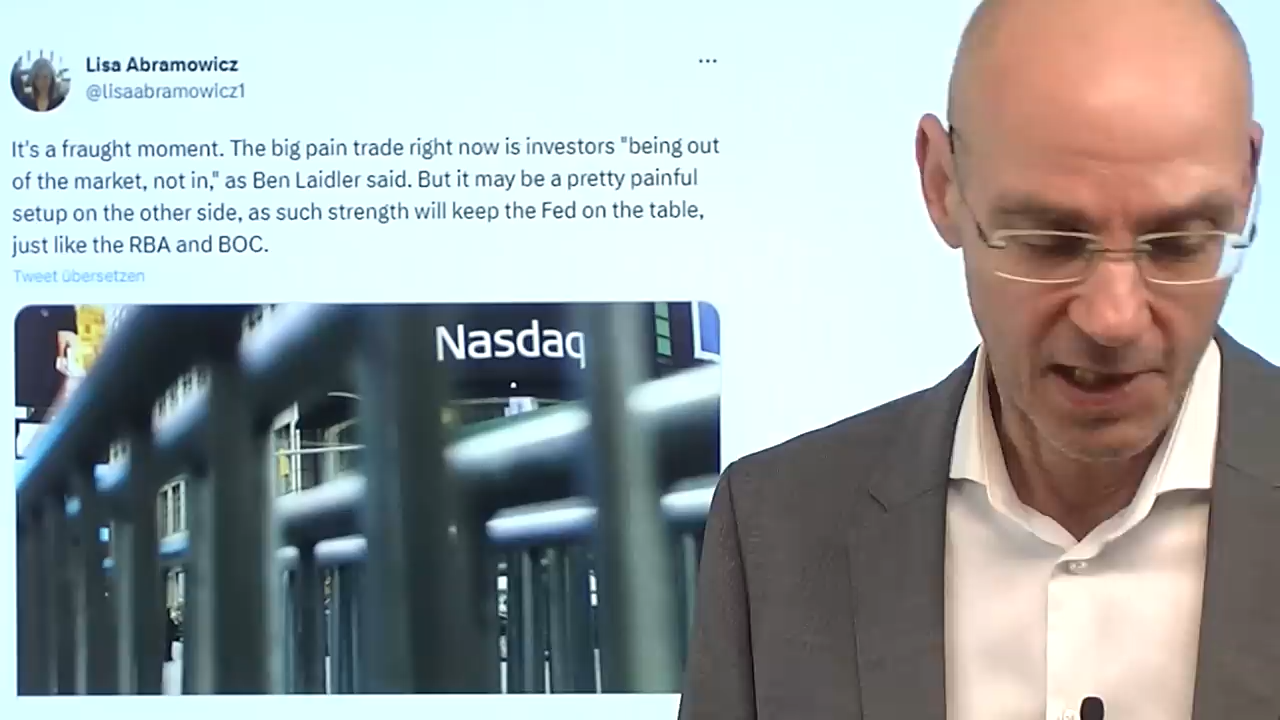 Lisa Abramowicz
@lisaabramowicz1
...
It's a fraught moment. The big pain trade right now is investors "being out
of the market, not in," as Ben Laidler said. But it may be a pretty painful
setup on the other side, as such strength will keep the Fed on the table,
just like the RBA and BOC.
Tweet übersetzen
Nasdaq